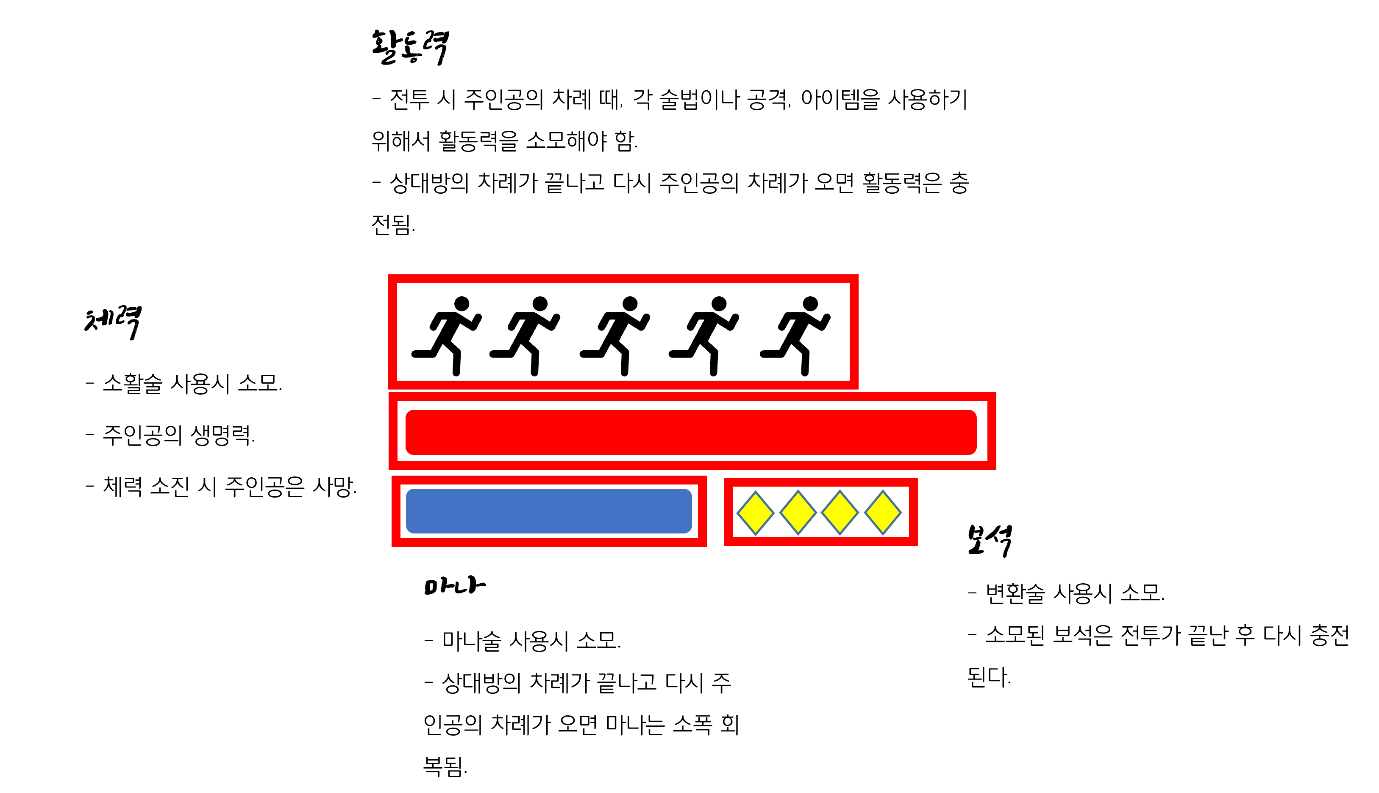 활동력
- 전투 시 주인공의 차례 때, 각 술법이나 공격, 아이템을 사용하기
위해서 활동력을 소모해야 함.
- 상대방의 차례가 끝나고 다시 주인공의 차례가 오면 활동력은 충
전됨.
체력
- 소활술 사용시 소모.
- 주인공의 생명력.
- 체력 소진 시 주인공은 사망.
마나
- 마나술 사용시 소모.
- 상대방의 차례가 끝나고 다시 주
인공의 차례가 오면 마나는 소폭 회
복됨.
보석
- 변환술 사용시 소모.
- 소모된 보석은 전투가 끝난 후 다시 충전
된다.